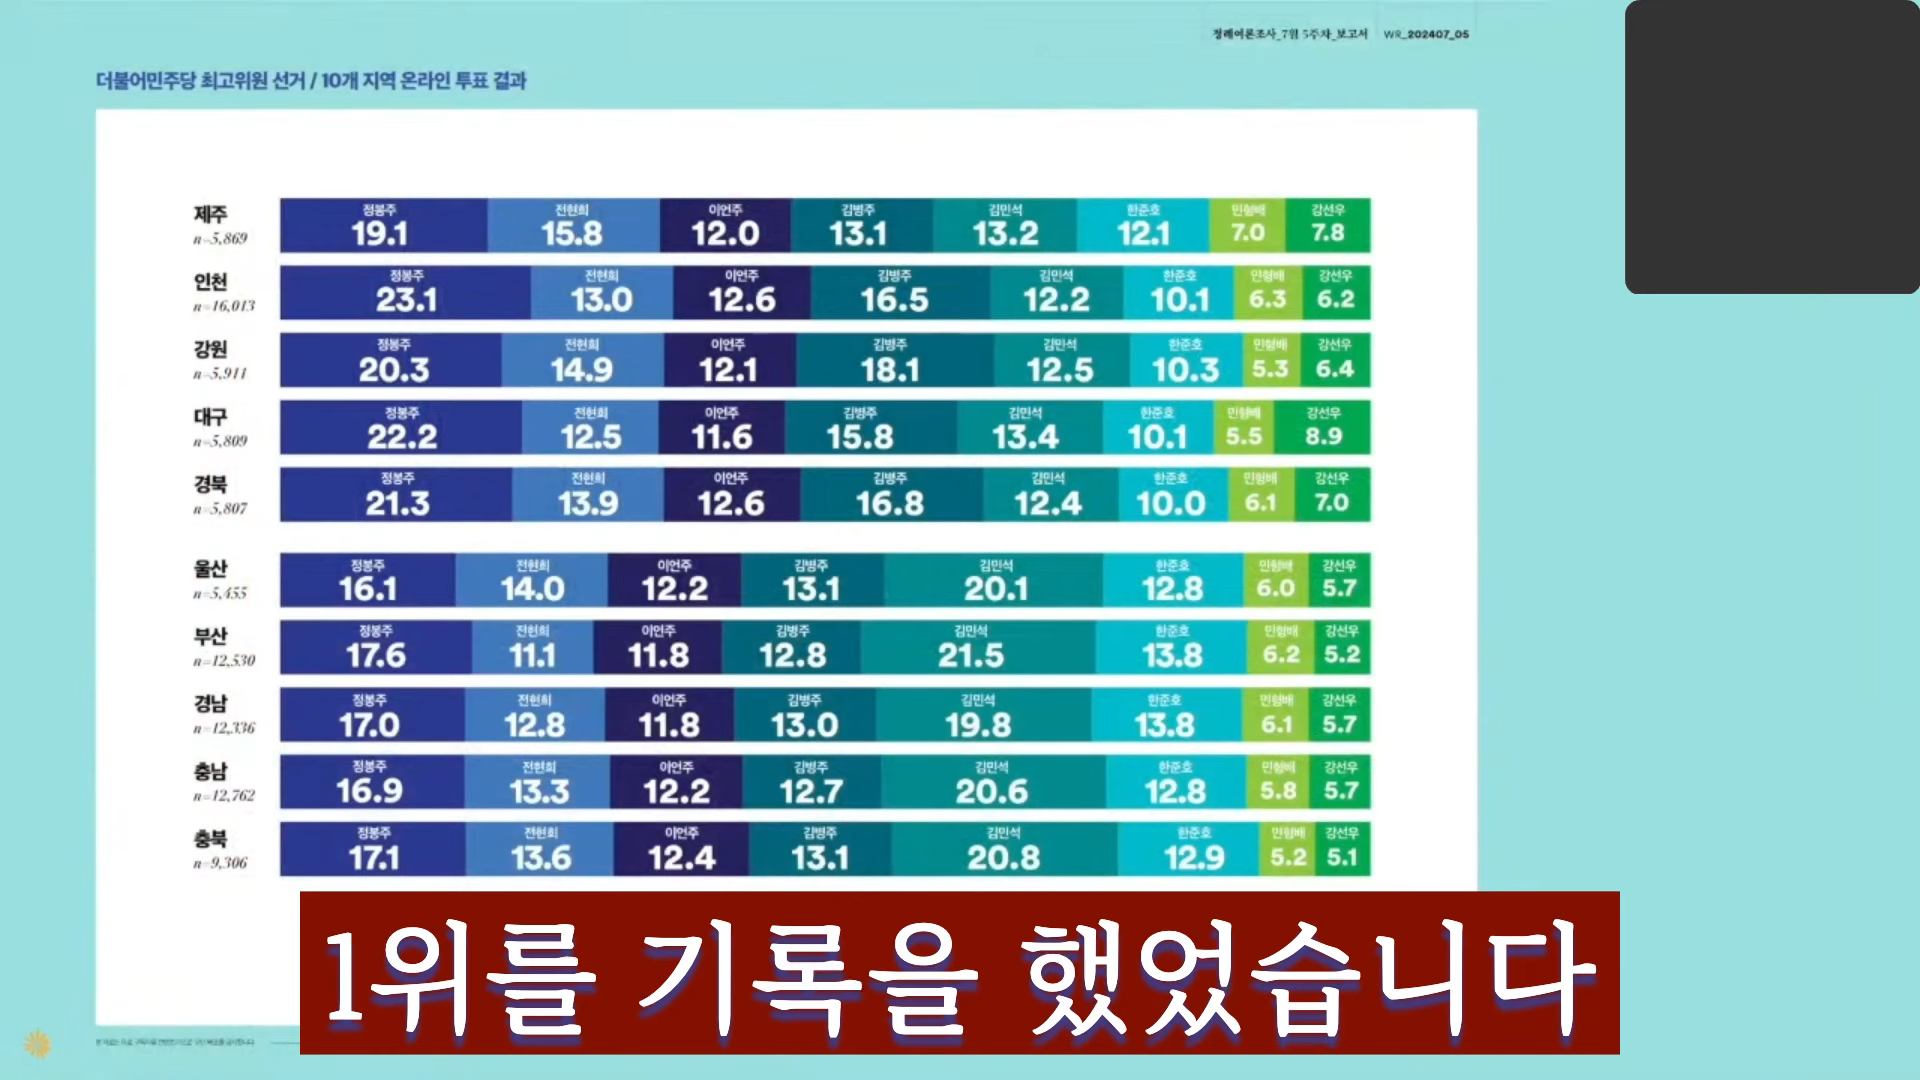 정례여론조사_7월 5주차_보고서 WR_202407_05
더불어민주당 최고위원 선거 / 10개 지역 온라인 투표 결과
제주 정봉주 전현희 이언주 김병주 김민석 한준호 민형배 강선우
n=5,869 19.1 15.8 12.0 13.1 13.2 12.1 7.0 7.8
인천 정봉주 전현희 이언주 김병주 김민석 한준호 민형배 강선우
n=16,013 23.1 13.0 12.6 16.5 12.2 10.1 6.3 6.2
강원 정봉주 전현희 이언주 김병주 김민석 한준호 민형배 강선우
n=5,911 20.3 14.9 12.1 18.1 12.5 10.3 5.3 6.4
대구 정봉주 전현희 이언주 김병주 김민석 한준호 민형배 강선우
n=5,809 22.2 12.5 11.6 15.8 13.4 10.1 5.5 8.9
경북 정봉주 전현희 이언주 김병주 김민석 한준호 민형배 강선우
n=5,807 21.3 13.9 12.6 16.8 12.4 10.0 6.1 7.0
울산 정봉주 전현희 이언주 김병주 김민석 한준호 민형배 강선우
n=5,455 16.1 14.0 12.2 13.1 20.1 12.8 6.0 5.7
부산 정봉주 전현희 이언주 김병주 김민석 한준호 민형배 강선우
n=12,530 17.6 11.1 11.8 12.8 21.5 13.8 6.2 5.2
경남 정봉주 전현희 이언주 김병주 김민석 한준호 민형배 강선우
n=12,336 17.0 12.8 11.8 13.0 19.8 13.8 6.1 5.7
충남 정봉주 전현희 이언주 김병주 김민석 한준호 민형배 강선우
n=12,762 16.9 13.3 12.2 12.7 20.6 12.8 5.8 5.7
충북 정봉주 전현희 이언주 김병주 김민석 한준호 민형배 강선우
n=9,306 17.1 13.6 12.4 13.1 20.8 12.9 5.2 5.1
1위를 기록을 했었습니다